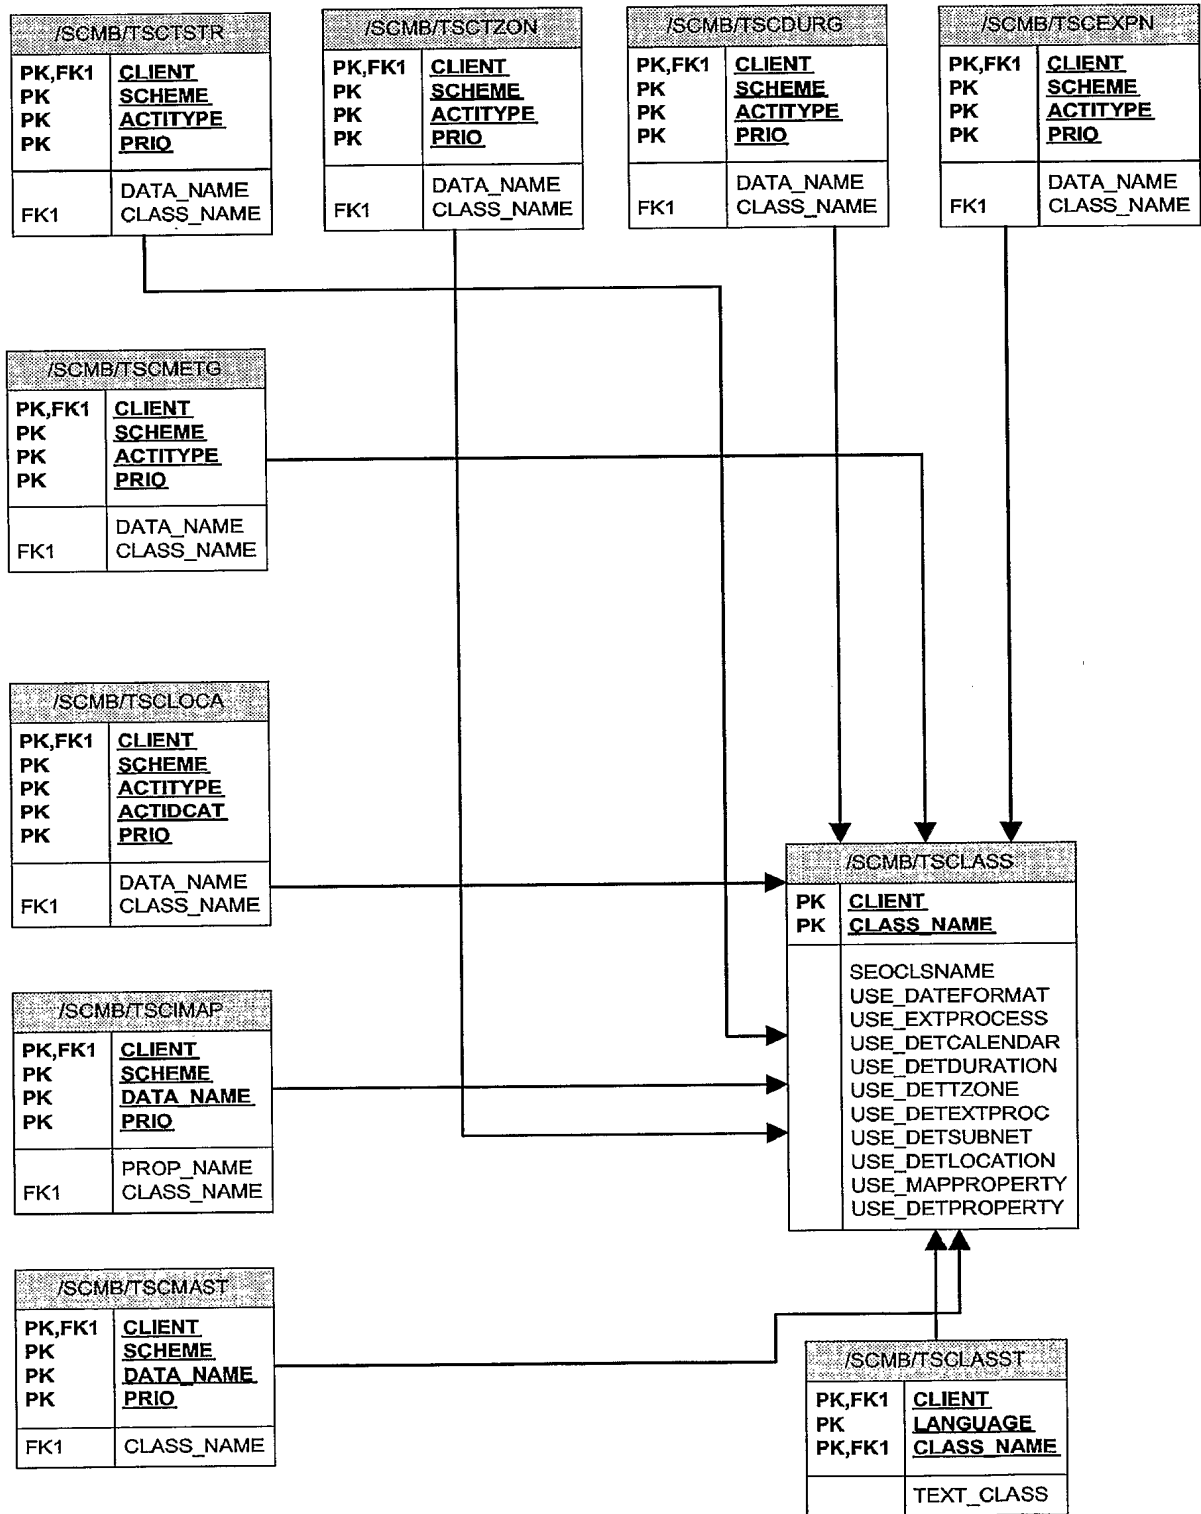 /SCMB/TSCTSTR
PK,FK1 CLIENT
PK SCHEME
PK ACTITYPE
PK PRIO
DATA_NAME
FK1 CLASS_NAME
/SCMB/TSCTZON
PK,FK1 CLIENT
PK SCHEME
PK ACTITYPE
PK PRIO
DATA_NAME
FK1 CLASS_NAME
/SCMB/TSCDURG
PK,FK1 CLIENT
PK SCHEME
PK ACTITYPE
PK PRIO
DATA_NAME
FK1 CLASS_NAME
/SCMB/TSCEXPN
PK,FK1 CLIENT
PK SCHEME
PK ACTITYPE
PK PRIO
DATA_NAME
FK1 CLASS_NAME
/SCMB/TSCMETG
PK,FK1 CLIENT
PK SCHEME
PK ACTITYPE
PK PRIO
DATA_NAME
FK1 CLASS_NAME
/SCMB/TSCLOCA
PK,FK1 CLIENT
PK SCHEME
PK ACTITYPE
PK ACTIDCAT
PK PRIO
DATA_NAME
FK1 CLASS_NAME
/SCMB/TSCLASS
PK CLIENT
PK CLASS_NAME
SEOCLSNAME
USE_DATEFORMAT
USE_EXTPROCESS
USE_DETCALENDAR
USE_DETDURATION
USE_DETTZONE
USE_DETEXTPROC
USE_DETSUBNET
USE_DETLOCATION
USE_MAPPROPERTY
USE_DETPROPERTY
/SCMB/TSCIMAP
PK,FK1 CLIENT
PK SCHEME
PK DATA_NAME
PK PRIO
PROP_NAME
FK1 CLASS_NAME
/SCMB/TSCMAST
PK,FK1 CLIENT
PK SCHEME
PK DATA_NAME
PK PRIO
FK1 CLASS_NAME
/SCMB/TSCLASST
PK,FK1 CLIENT
PK LANGUAGE
PK,FK1 CLASS_NAME
TEXT_CLASS